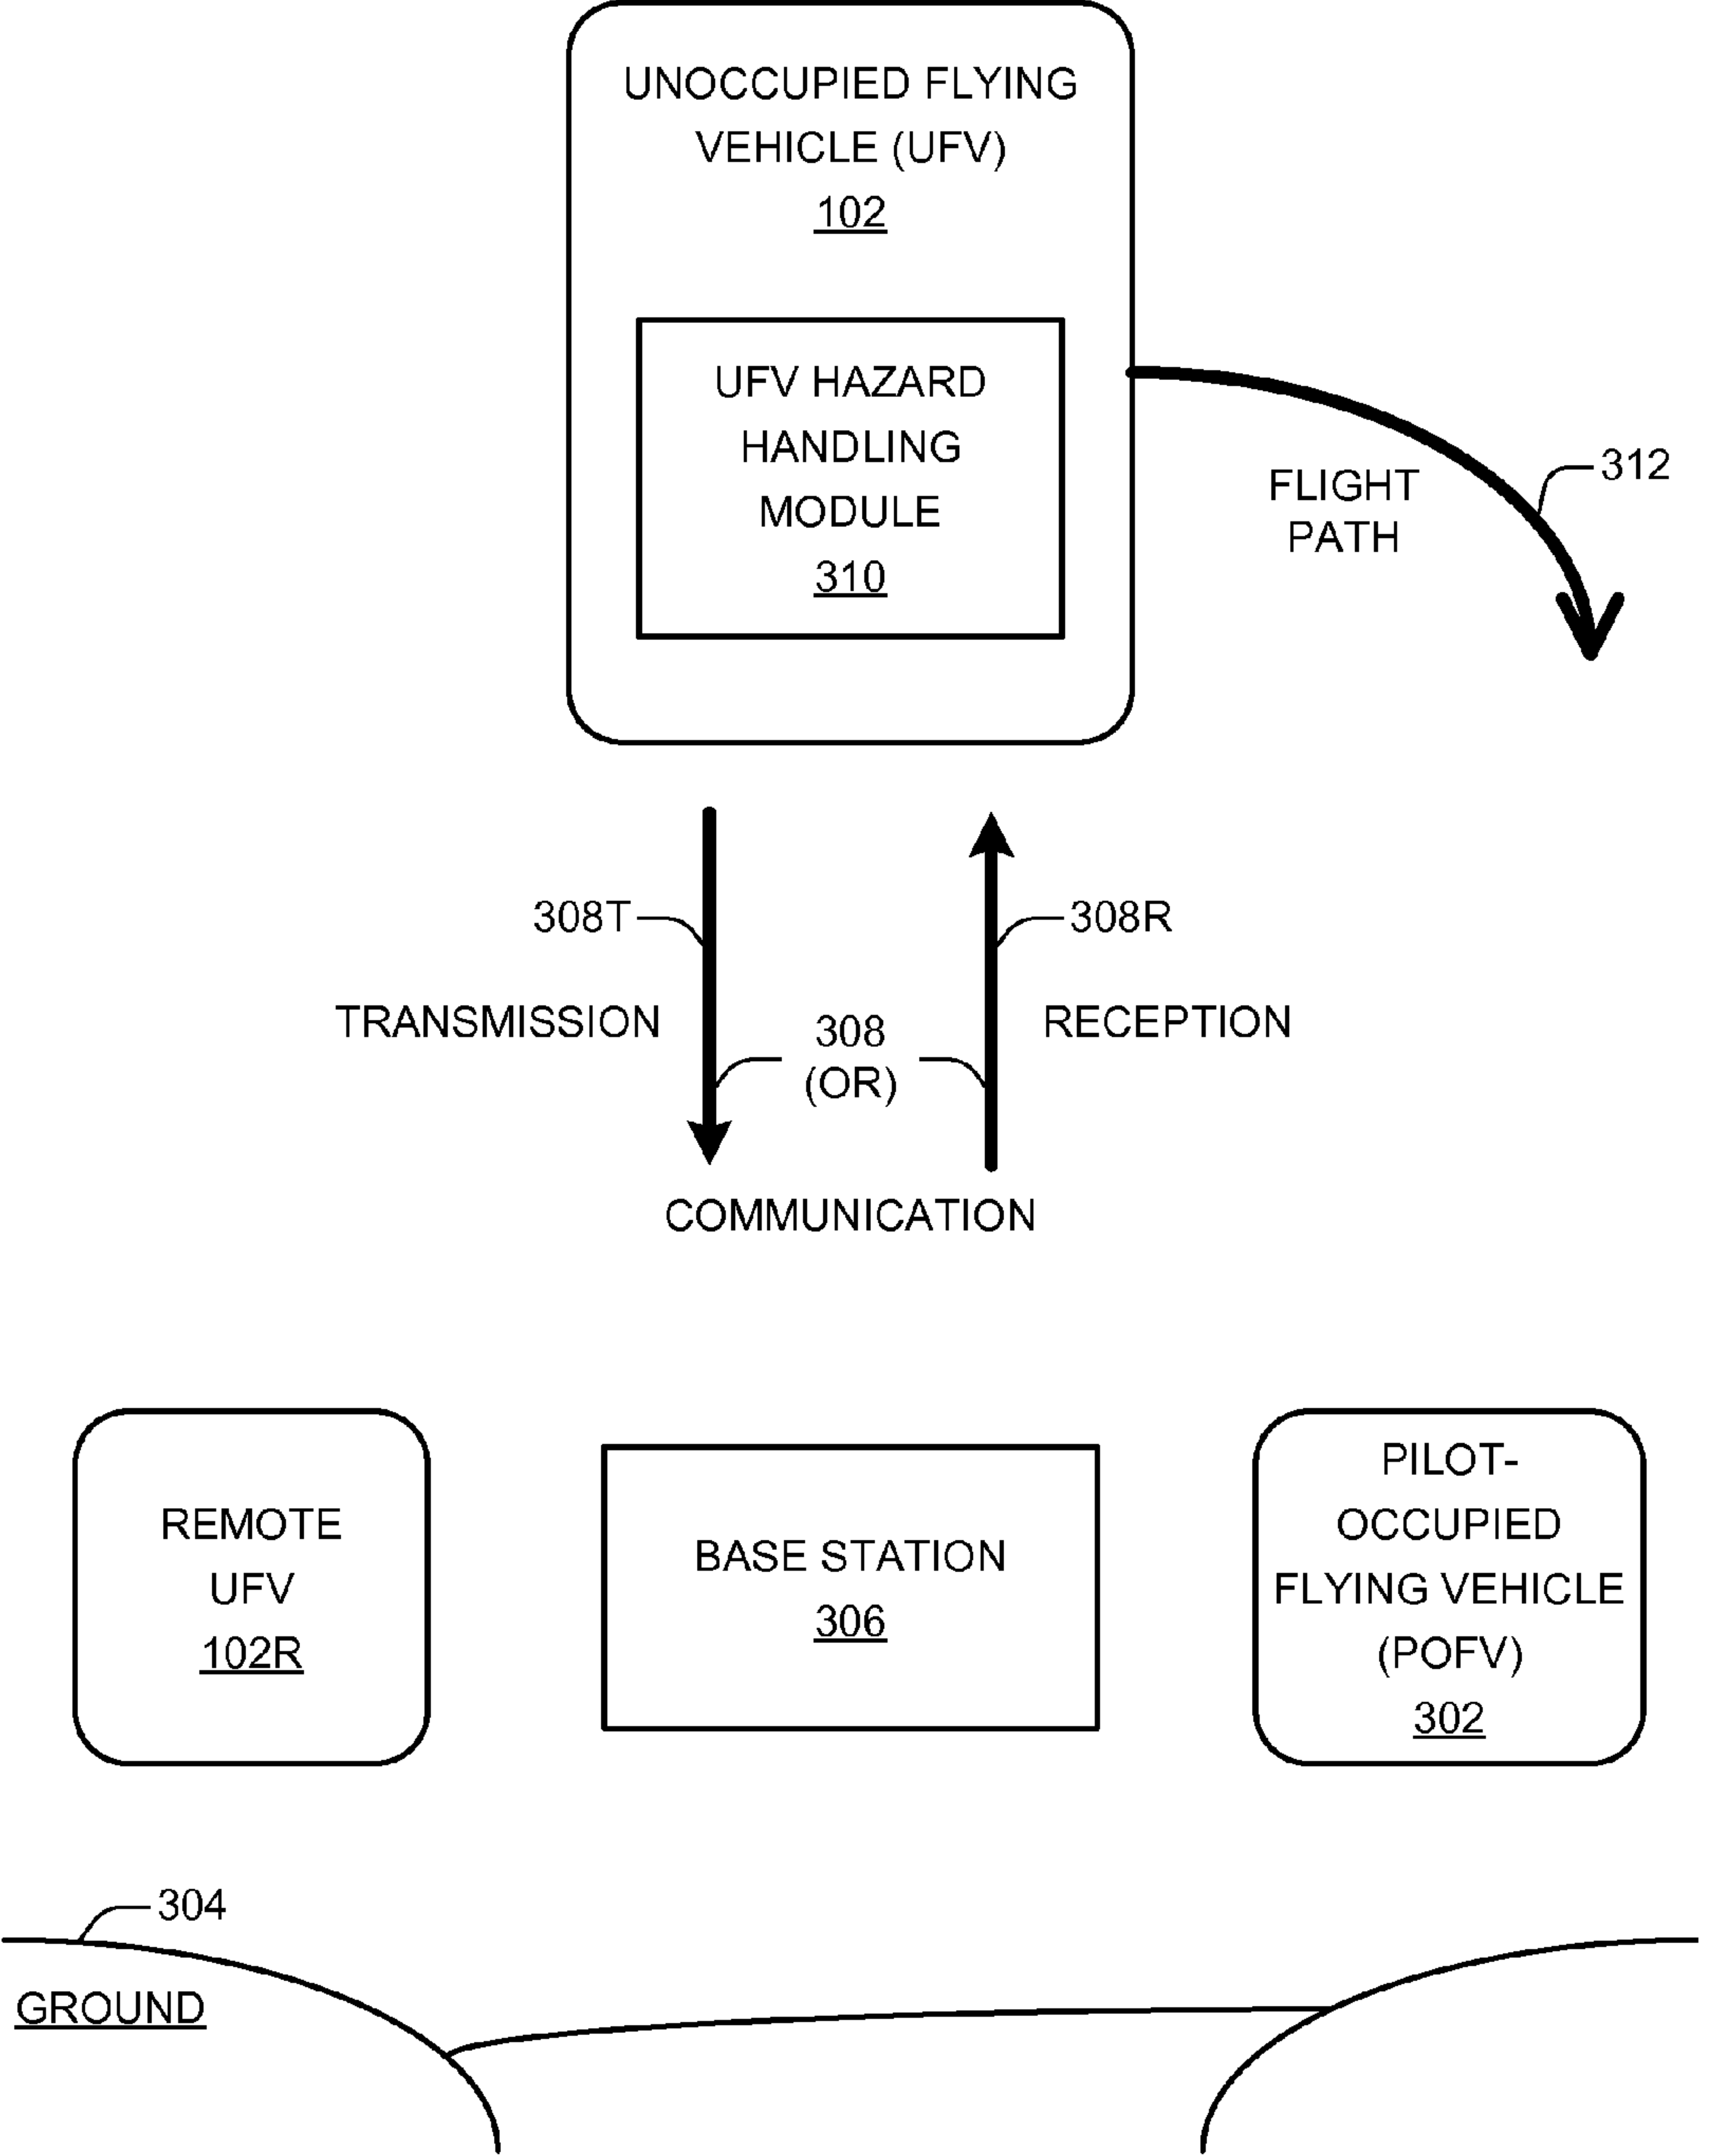 UNOCCUPIED FLYING
VEHICLE (UFV)
102
UFV HAZARD
HANDLING
MODULE
310
FLIGHT
PATH
312
308T
308R
TRANSMISSION
308
(OR)
RECEPTION
COMMUNICATION
REMOTE
UFV
102R
BASE STATION
306
PILOT-
OCCUPIED
FLYING VEHICLE
(POFV)
302
304
GROUND